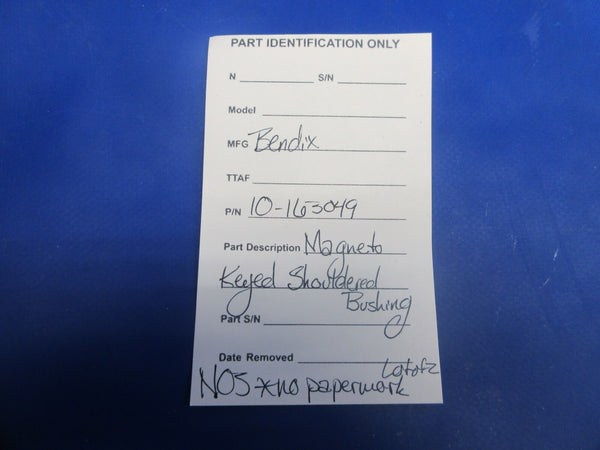 PART IDENTIFICATION ONLY
N S/N
Model
MFG Bendix
TTAF
P/N 10-163049
Part Description Magneto
Keyed Shouldered
Bushing
Part S/N
Date Removed
Lot of 2
NOS *no paperwork